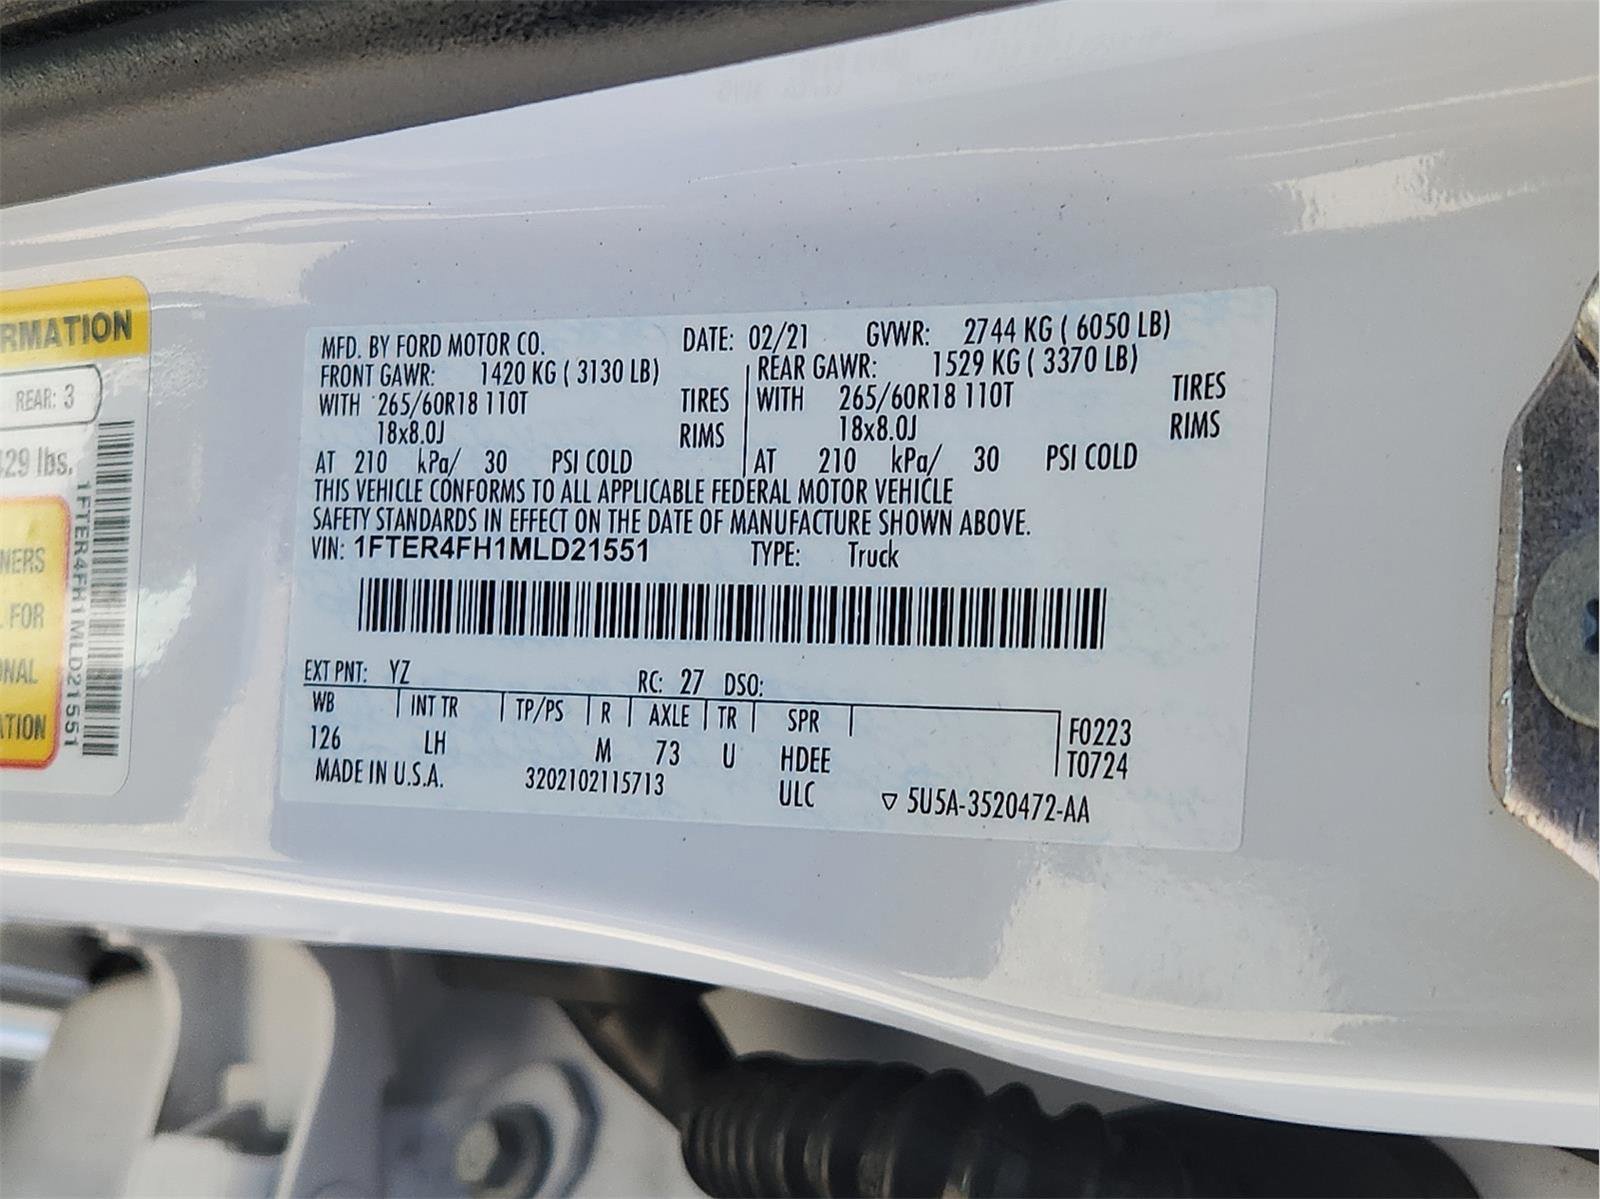 RMATION
REAR: 3
429 lbs.
NERS
FOR
ONAL
ATION
1FTER4FH1MLD21551
MFD. BY FORD MOTOR CO. DATE: 02/21 GVWR: 2744 KG ( 6050 LB)
FRONT GAWR: 1420 KG ( 3130 LB) REAR GAWR: 1529 KG ( 3370 LB)
WITH 265/60R18 110T TIRES WITH 265/60R18 110T TIRES
18x8.0J RIMS 18x8.0J RIMS
AT 210 kPa/ 30 PSI COLD AT 210 kPa/ 30 PSI COLD
THIS VEHICLE CONFORMS TO ALL APPLICABLE FEDERAL MOTOR VEHICLE
SAFETY STANDARDS IN EFFECT ON THE DATE OF MANUFACTURE SHOWN ABOVE.
VIN: 1FTER4FH1MLD21551 TYPE: Truck
EXT PNT: YZ RC: 27 DSO:
WB INT TR TP/PS R AXLE TR SPR F0223
126 LH M 73 U HDEE T0724
MADE IN U.S.A. 3202102115713 ULC ▽ 5U5A-3520472-AA